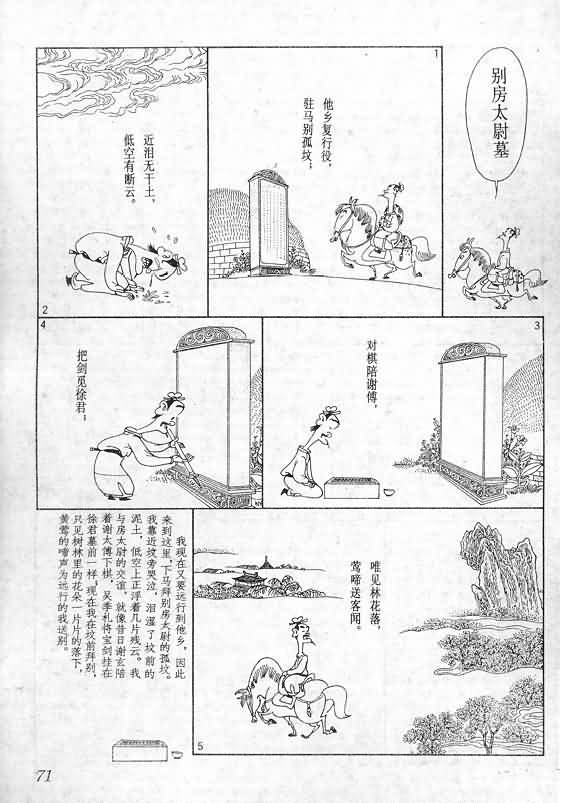 别房太尉墓
1
他乡复行役，
驻马别孤坟；
近泪无干土，
低空有断云。
2
3
对棋陪谢傅，
4
把剑觅徐君；
唯见林花落，
莺啼送客闻。
5
我现在又要远行到他乡，因此
来到这里，下马拜别房太尉的孤坟。
我靠近坟旁哭泣，泪湿了坟前的
泥土，低空上正浮着几片残云。我
与房太尉的交谊，就像昔日谢玄陪
着谢太傅下棋，吴季札将宝剑挂在
徐君墓前一样，现在我在坟前拜别，
只见树林里的花朵一片片的落下，
黄莺的啼声为远行的我送别。
71